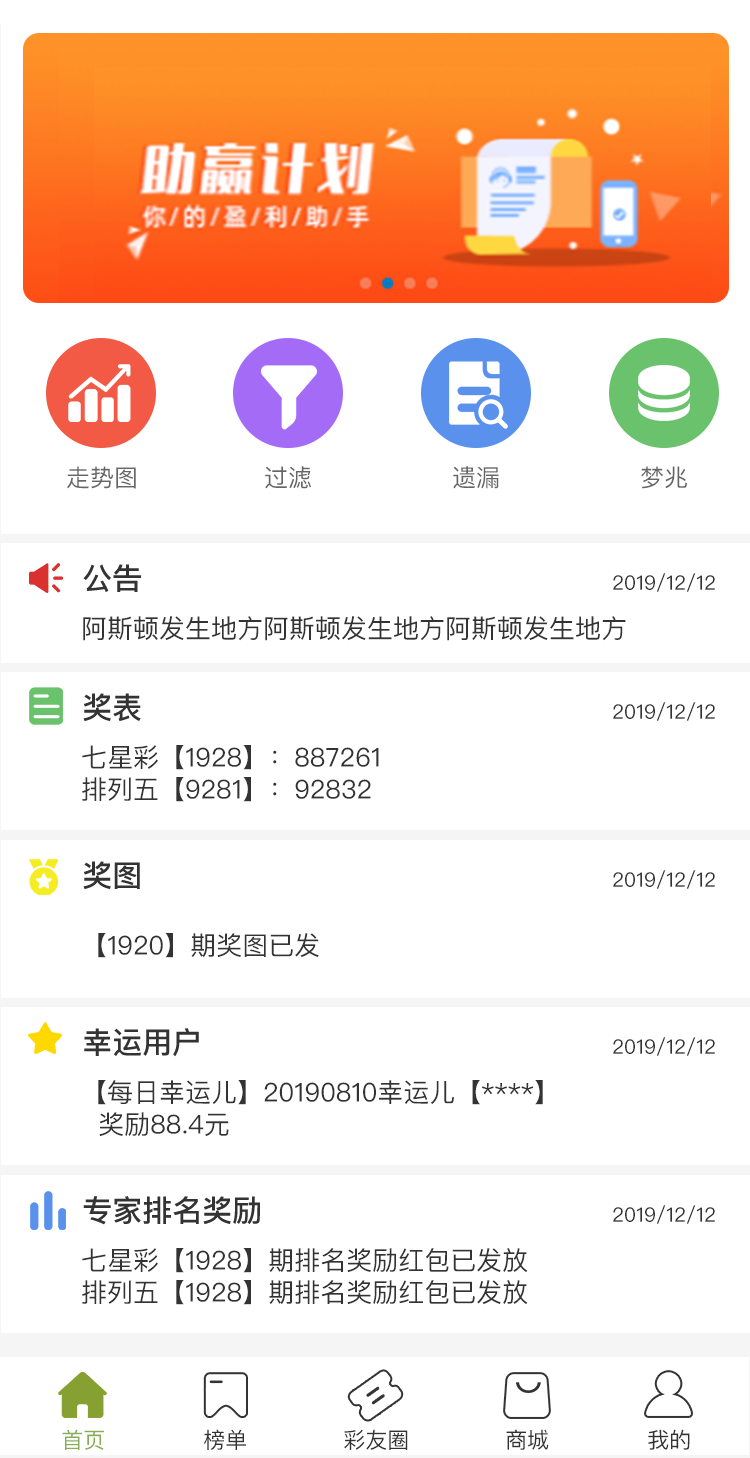 助赢计划
你/的/盈/利/助/手
走势图 过滤 遗漏 梦兆
公告 2019/12/12
阿斯顿发生地方阿斯顿发生地方阿斯顿发生地方
奖表 2019/12/12
七星彩【1928】：887261
排列五【9281】：92832
奖图 2019/12/12
【1920】期奖图已发
幸运用户 2019/12/12
【每日幸运儿】20190810幸运儿【****】
奖励88.4元
专家排名奖励 2019/12/12
七星彩【1928】期排名奖励红包已发放
排列五【1928】期排名奖励红包已发放
首页 榜单 彩友圈 商城 我的